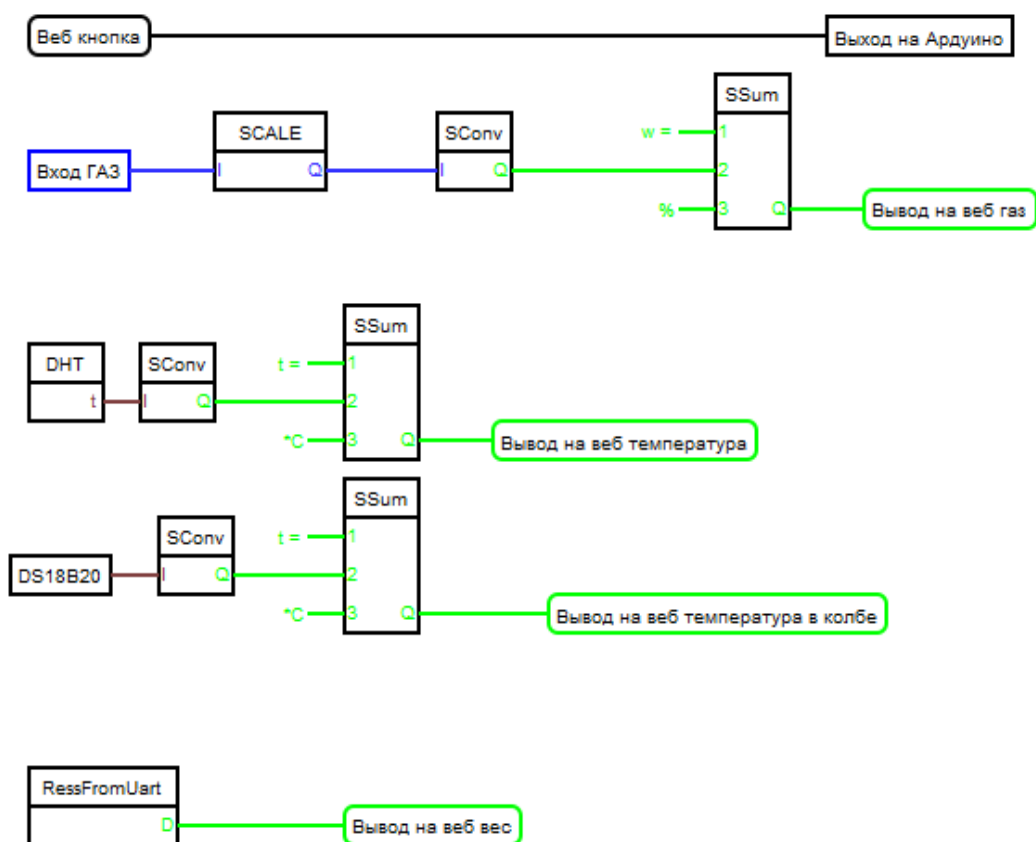 Веб кнопка
Выход на Ардуино
SSum
SCALE
SConv
w =
1
Вход ГАЗ
I
Q
I
Q
2
%
3
Q
Вывод на веб газ
SSum
DHT
SConv
t =
1
t
I
Q
2
*C
3
Q
Вывод на веб температура
SSum
SConv
t =
1
DS18B20
I
Q
2
*C
3
Q
Вывод на веб температура в колбе
RessFromUart
D
Вывод на веб вес